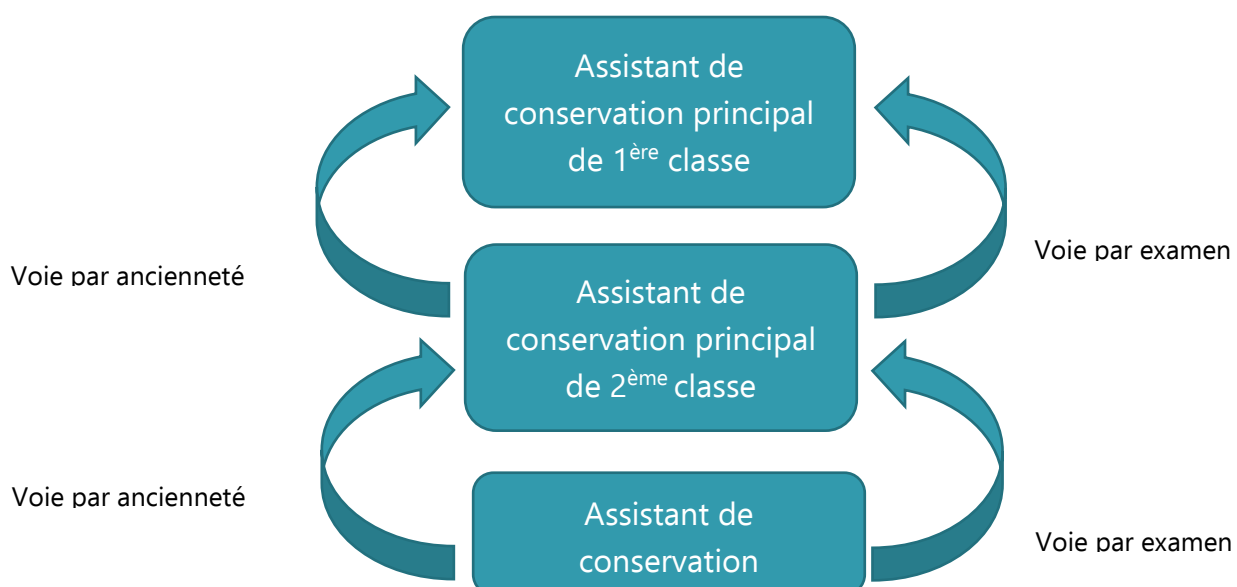 Assistant de
conservation principal
de 1ère classe
Voie par ancienneté
Voie par examen
Assistant de
conservation principal
de 2ème classe
Voie par ancienneté
Assistant de
conservation
Voie par examen